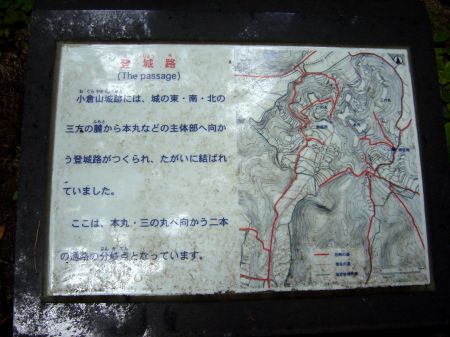 登城路
(The passage)
小倉山城跡には、城の東・南・北の
三方の麓から本丸などの主体部へ向か
う登城路がつくられ、たがいに結ばれ
ていました。
ここは、本丸・三の丸へ向かう二本
の通路の分岐点となっています。